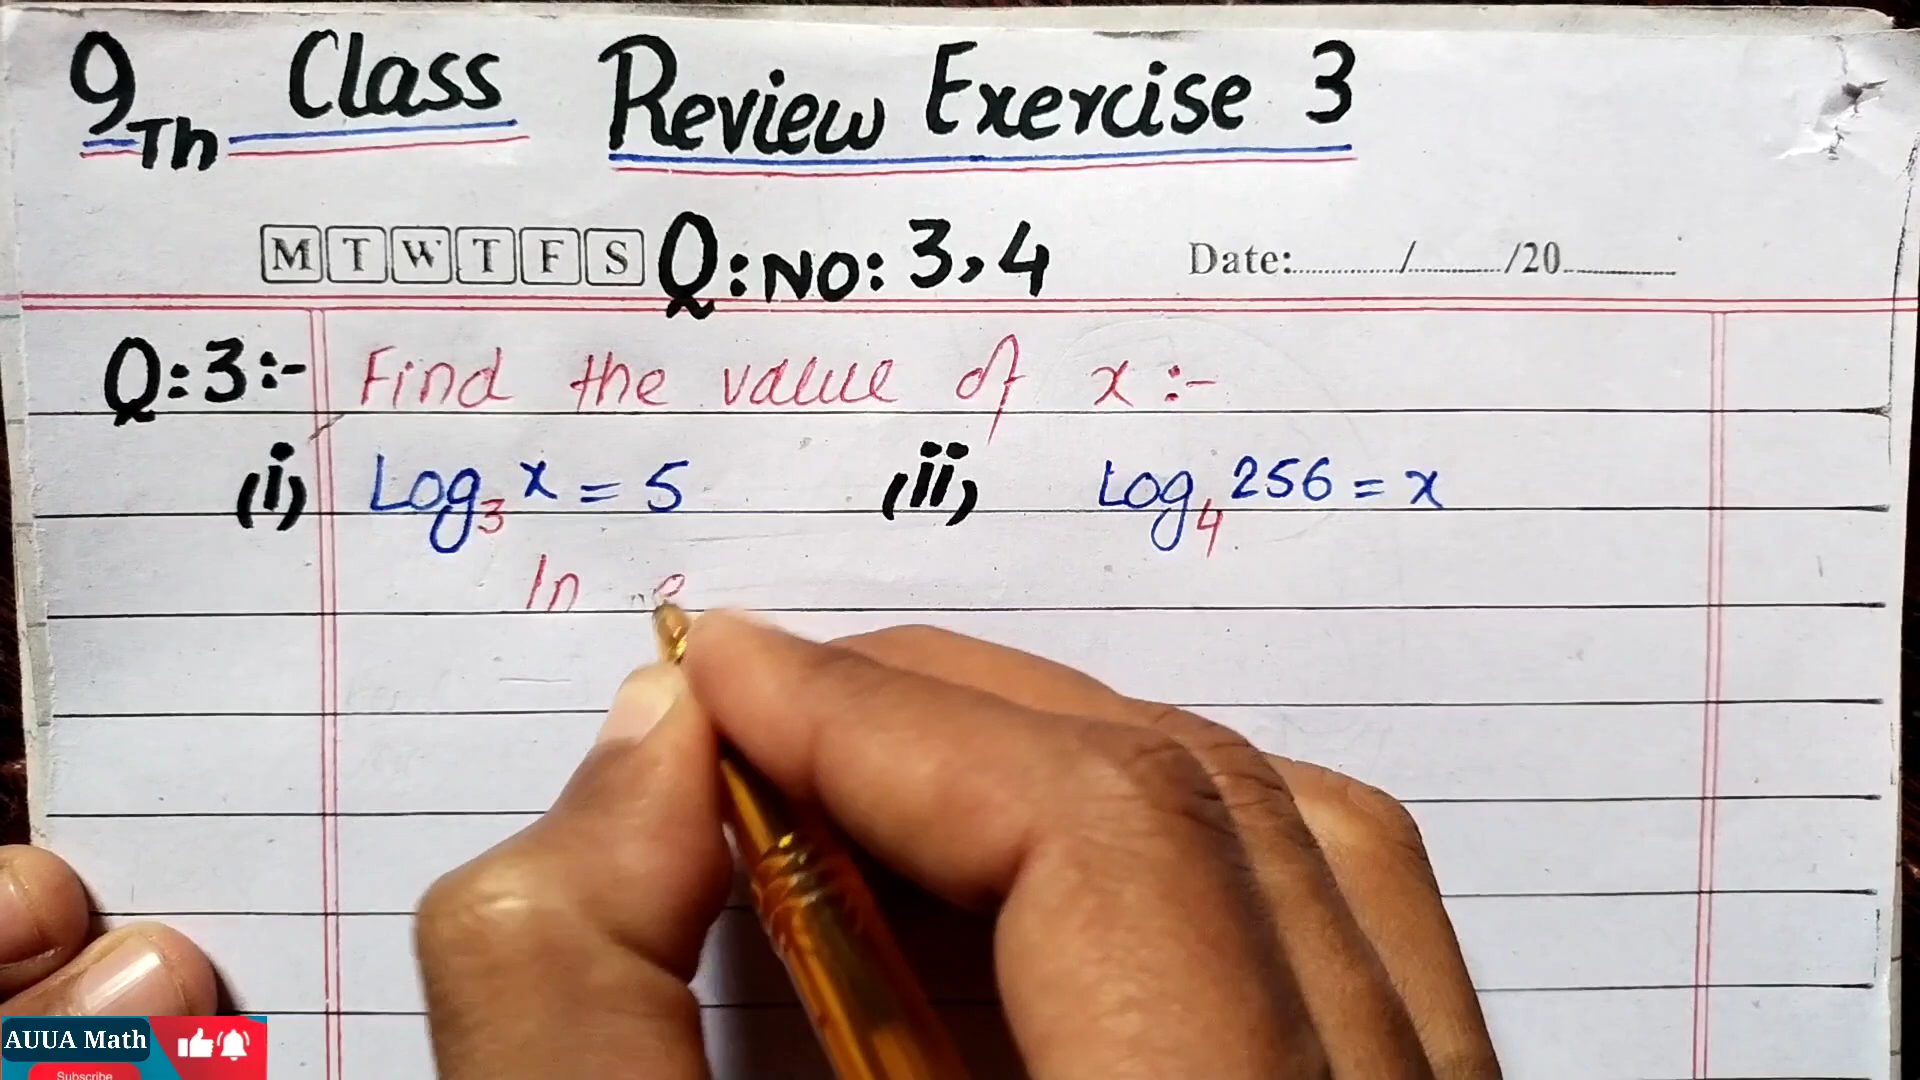 9Th Class Review Exercise 3
M T W T F S Q:NO: 3,4 Date:............/............/20............
Q:3:- Find the value of x:-
(i) Log₃ x = 5 (ii) Log₄ 256 = x
In
AUUA Math
Subscribe